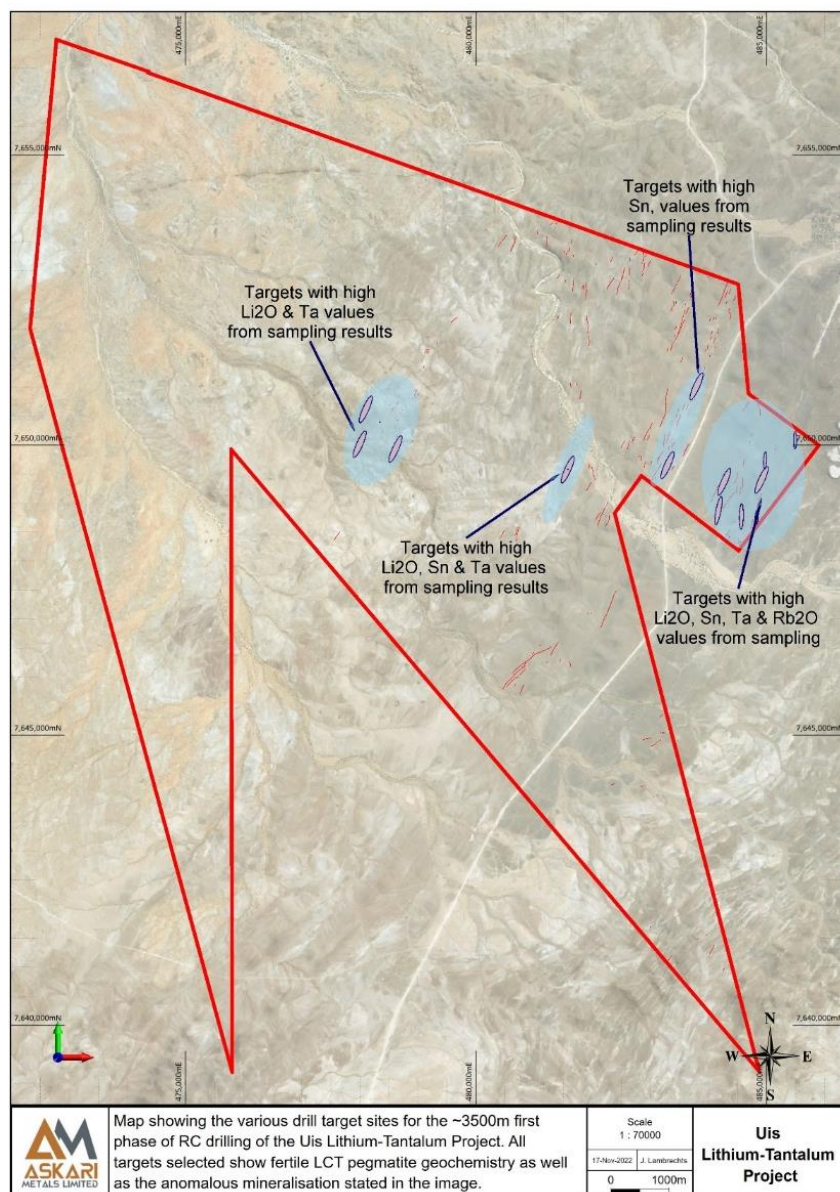 475,000mE
480,000mE
485,000mE
7,655,000mN
7,655,000mN
Targets with high
Sn, values from
sampling results
Targets with high
Li2O & Ta values
from sampling results
7,650,000mN
7,650,000mN
Targets with high
Li2O, Sn & Ta values
from sampling results
Targets with high
Li2O, Sn, Ta & Rb2O
values from sampling
7,645,000mN
7,645,000mN
7,640,000mN
7,640,000mN
N
W
E
S
475,000mE
480,000mE
485,000mE
AM
ASKARI
METALS LIMITED
Map showing the various drill target sites for the ~3500m first
phase of RC drilling of the Uis Lithium-Tantalum Project. All
targets selected show fertile LCT pegmatite geochemistry as well
as the anomalous mineralisation stated in the image.
Scale
1 : 70000
17-Nov-2022
J. Lambrechts
0
1000m
Uis
Lithium-Tantalum
Project